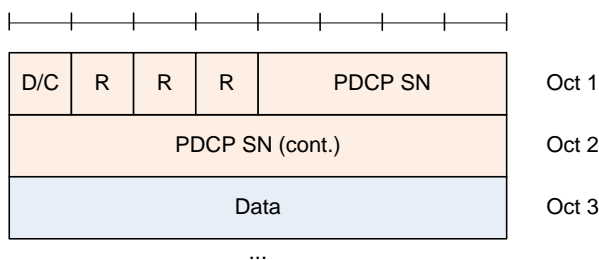 D/C R R R PDCP SN Oct 1
PDCP SN (cont.) Oct 2
Data Oct 3
...